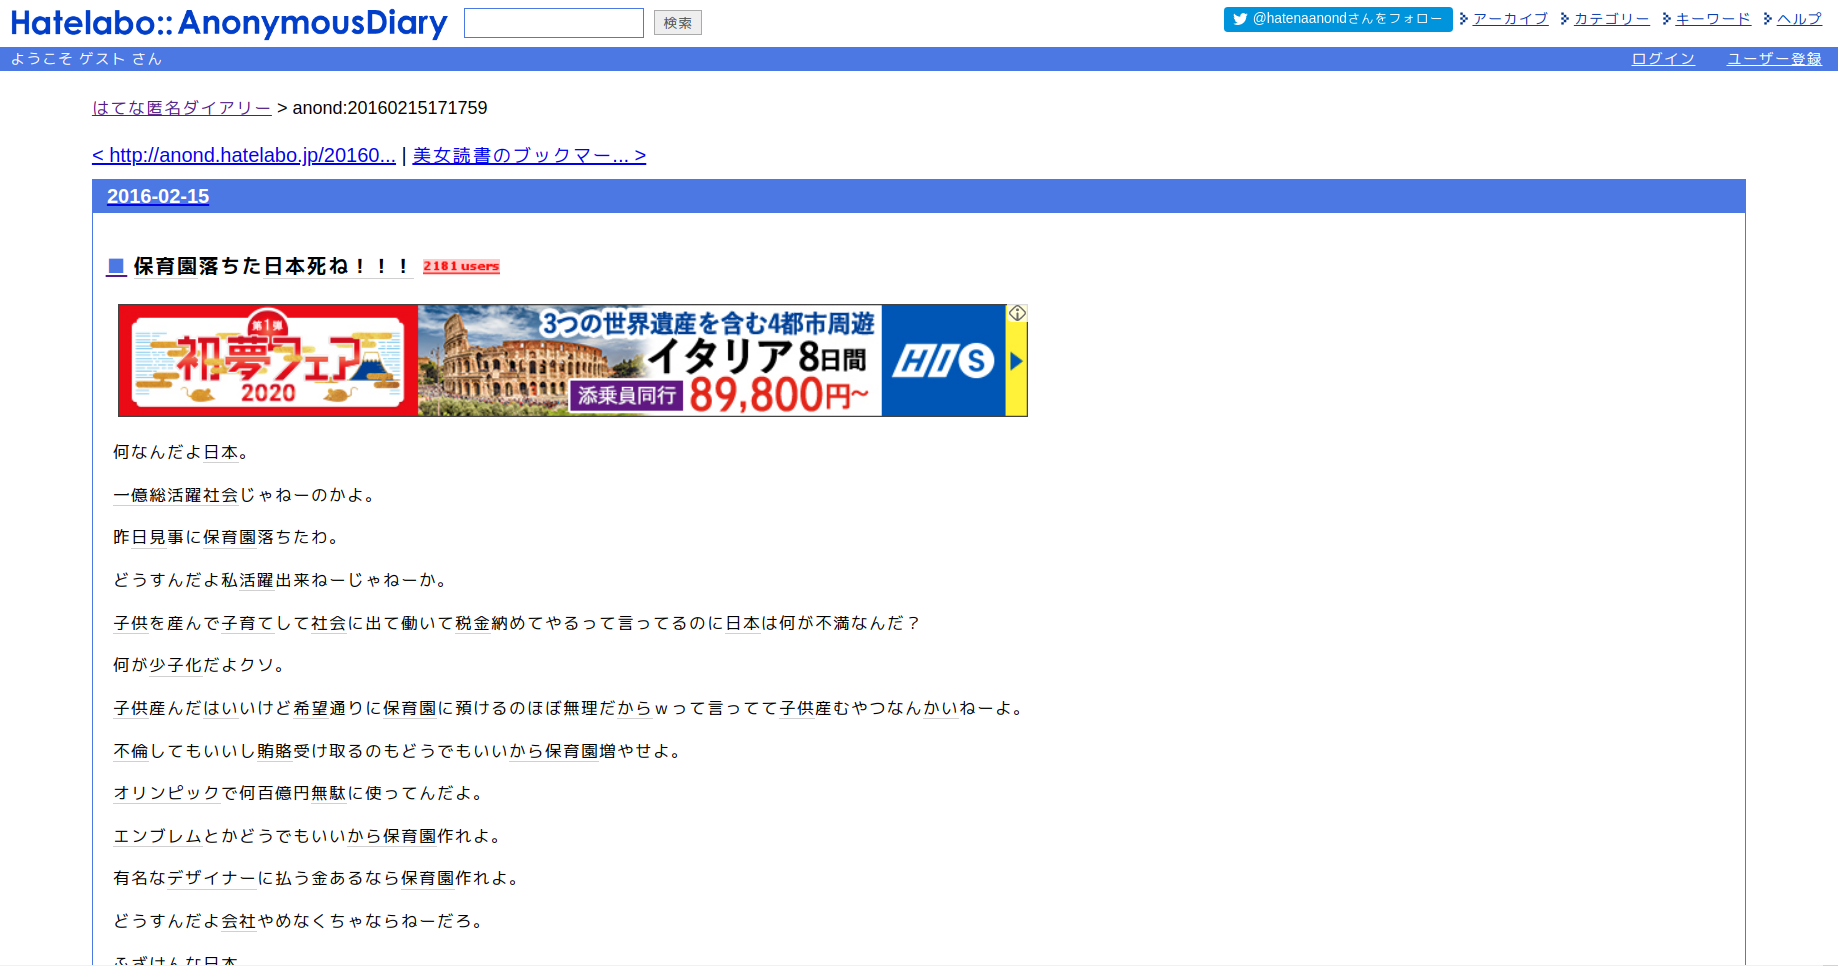 Hatelabo::AnonymousDiary
検索
@hatenaanondさんをフォロー アーカイブ カテゴリー キーワード ヘルプ
ようこそ ゲスト さん
ログイン ユーザー登録
はてな匿名ダイアリー > anond:20160215171759
< http://anond.hatelabo.jp/20160... | 美女読書のブックマー... >
2016-02-15
■ 保育園落ちた日本死ね！！！ 2181 users
第1弾
初夢フェア
2020
3つの世界遺産を含む4都市周遊
イタリア8日間
添乗員同行 89,800円〜
HIS
何なんだよ日本。
一億総活躍社会じゃねーのかよ。
昨日見事に保育園落ちたわ。
どうすんだよ私活躍出来ねーじゃねーか。
子供を産んで子育てして社会に出て働いて税金納めてやるって言ってるのに日本は何が不満なんだ？
何が少子化だよクソ。
子供産んだはいいけど希望通りに保育園に預けるのほぼ無理だからｗって言ってて子供産むやつなんかいねーよ。
不倫してもいいし賄賂受け取るのもどうでもいいから保育園増やせよ。
オリンピックで何百億円無駄に使ってんだよ。
エンブレムとかどうでもいいから保育園作れよ。
有名なデザイナーに払う金あるなら保育園作れよ。
どうすんだよ会社やめなくちゃならねーだろ。
ふざけんな日本。